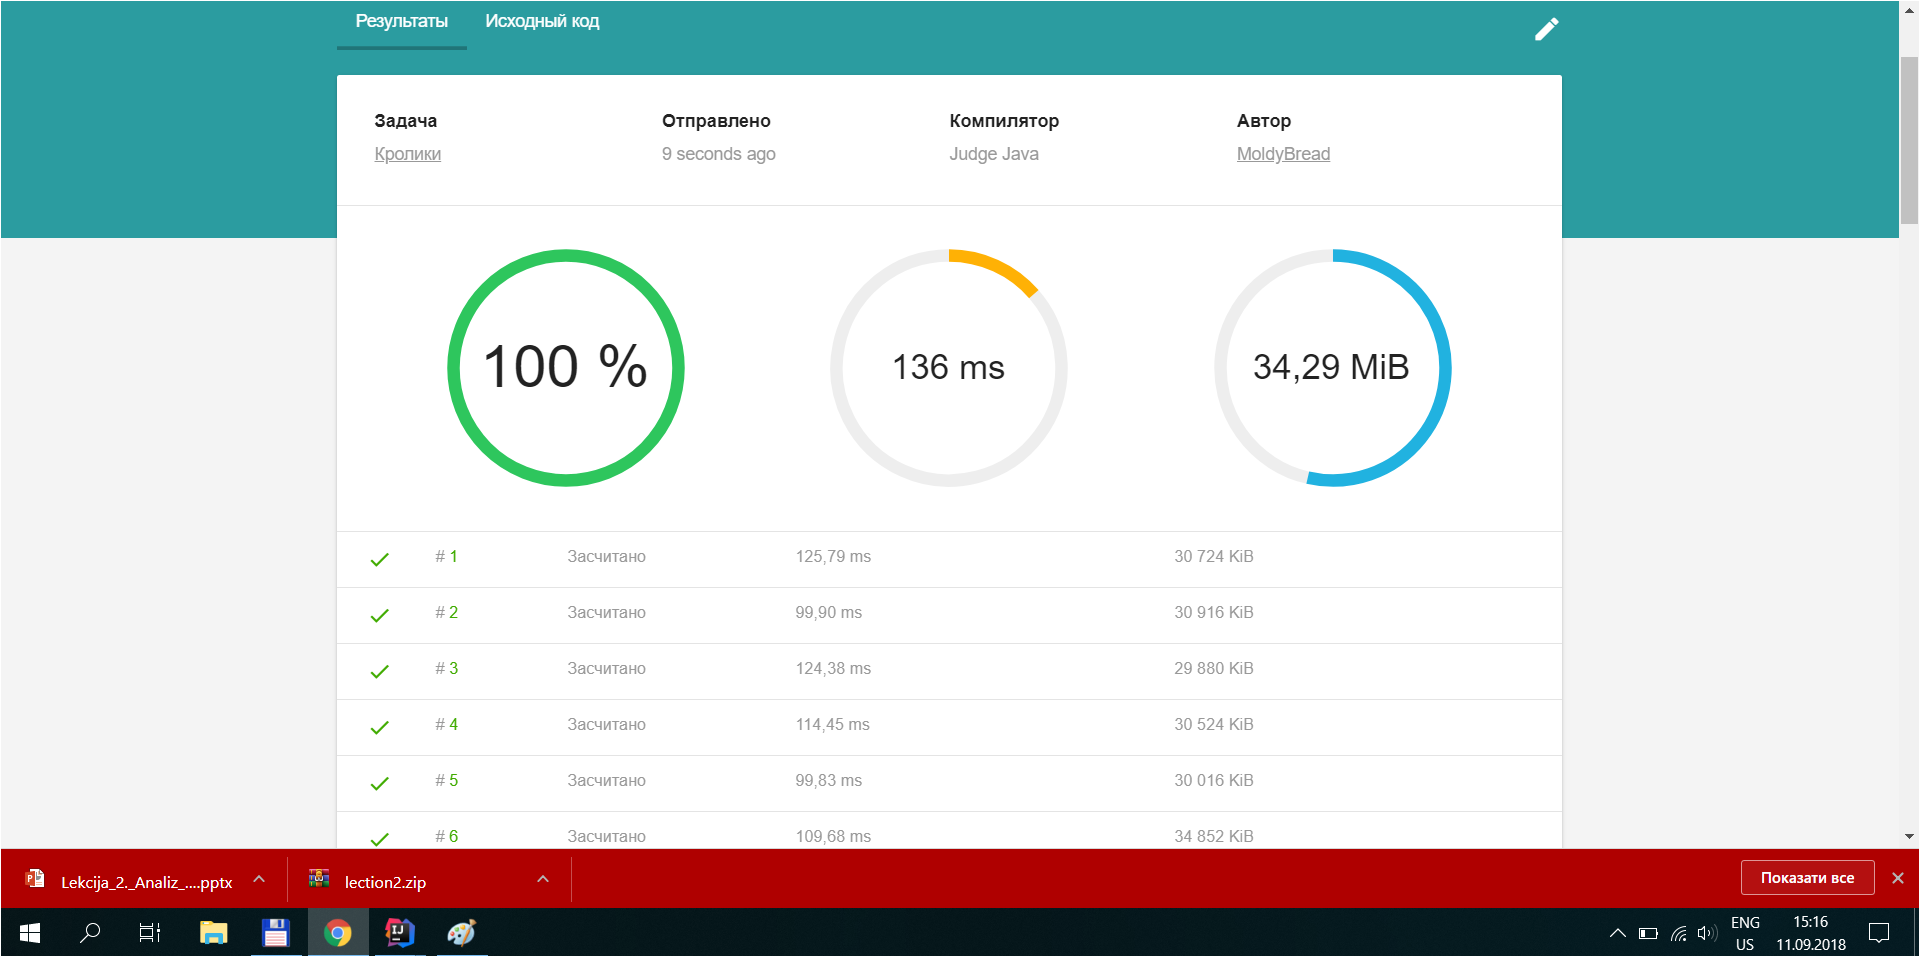 Результаты Исходный код
Задача Отправлено Компилятор Автор
Кролики 9 seconds ago Judge Java MoldyBread
100 % 136 ms 34,29 MiB
# 1 Засчитано 125,79 ms 30 724 KiB
# 2 Засчитано 99,90 ms 30 916 KiB
# 3 Засчитано 124,38 ms 29 880 KiB
# 4 Засчитано 114,45 ms 30 524 KiB
# 5 Засчитано 99,83 ms 30 016 KiB
# 6 Засчитано 109,68 ms 34 852 KiB
Lekcija_2._Analiz_....pptx lection2.zip Показати все
ENG 15:16
US 11.09.2018